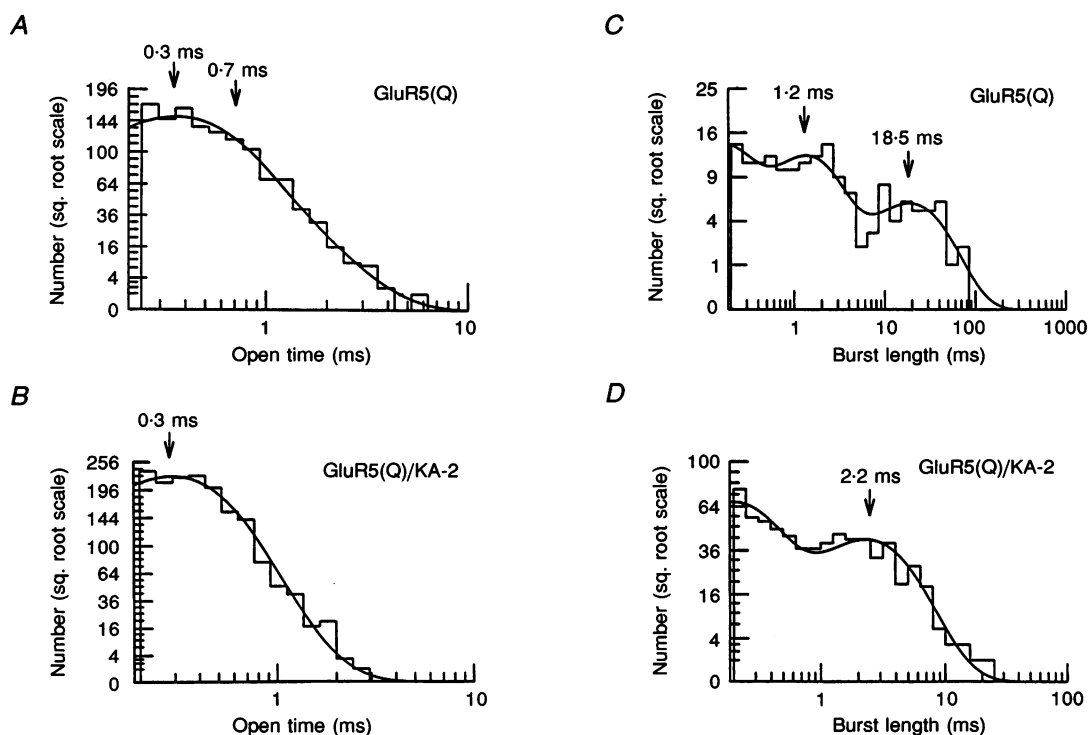 A
0·3 ms
0·7 ms
GluR5(Q)
Number (sq. root scale)
196
144
100
64
36
16
4
0
1
10
Open time (ms)
C
1·2 ms
18·5 ms
GluR5(Q)
Number (sq. root scale)
25
16
9
4
1
0
1
10
100
1000
Burst length (ms)
B
0·3 ms
GluR5(Q)/KA-2
Number (sq. root scale)
256
196
144
100
64
36
16
4
0
1
10
Open time (ms)
D
2·2 ms
GluR5(Q)/KA-2
Number (sq. root scale)
100
64
36
16
4
0
1
10
100
Burst length (ms)